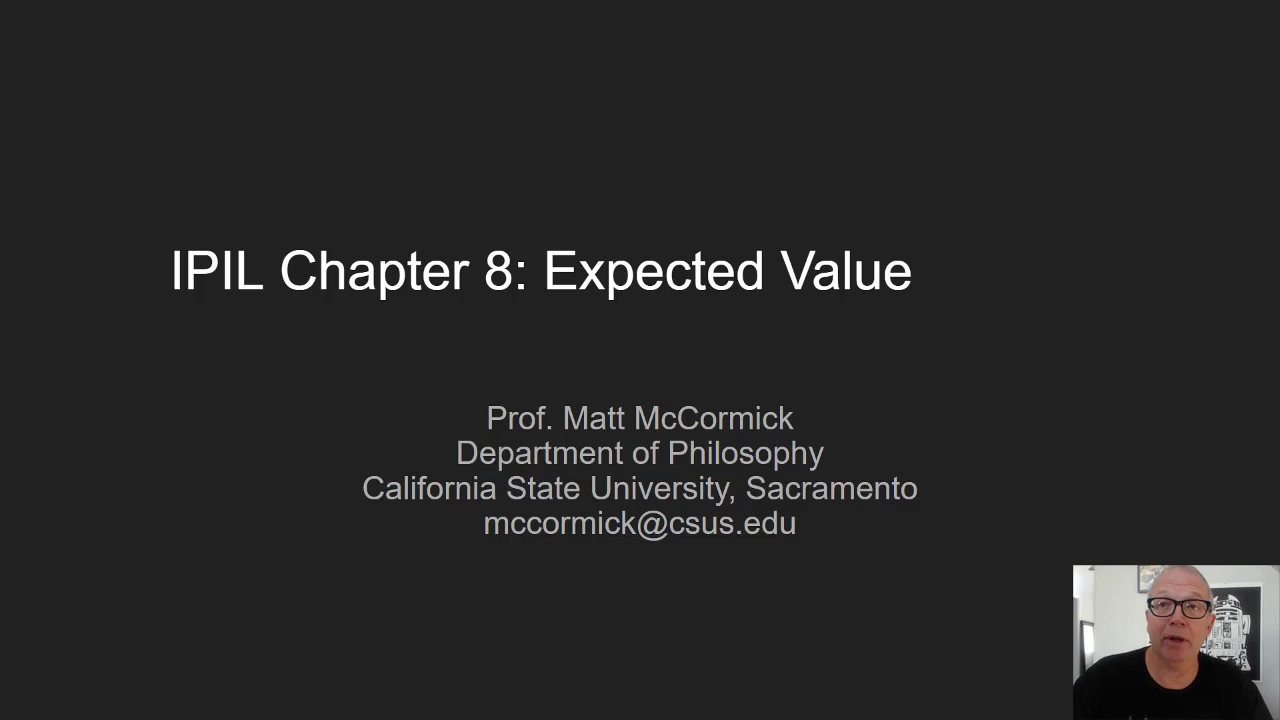 IPIL Chapter 8: Expected Value
Prof. Matt McCormick
Department of Philosophy
California State University, Sacramento
mccormick@csus.edu